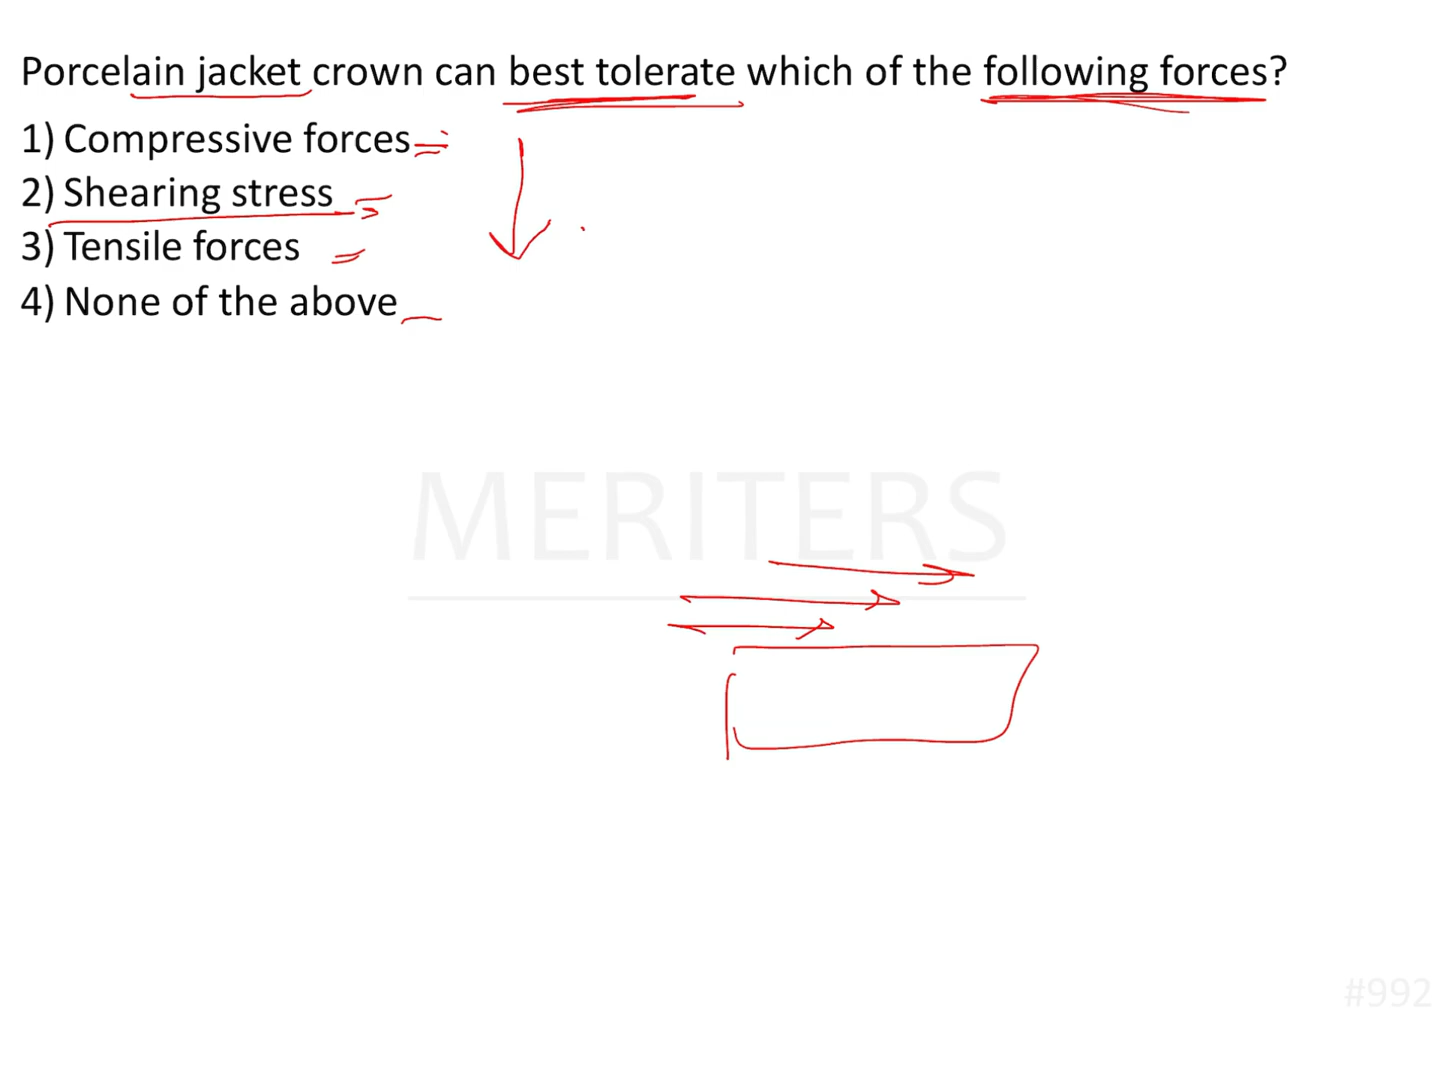 Porcelain jacket crown can best tolerate which of the following forces?
1) Compressive forces
2) Shearing stress
3) Tensile forces
4) None of the above
MERITERS
#992